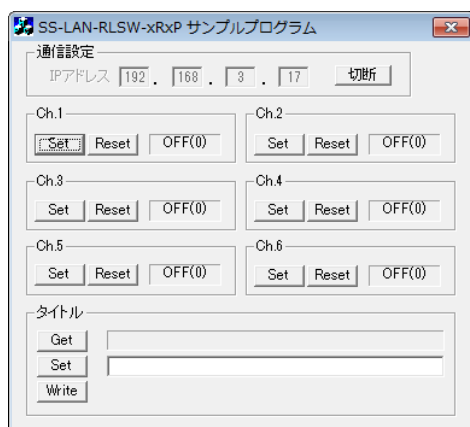 SS-LAN-RLSW-xRxP サンプルプログラム
通信設定
IPアドレス 192 . 168 . 3 . 17 切断
Ch.1 Ch.2
Set Reset OFF(0) Set Reset OFF(0)
Ch.3 Ch.4
Set Reset OFF(0) Set Reset OFF(0)
Ch.5 Ch.6
Set Reset OFF(0) Set Reset OFF(0)
タイトル
Get
Set
Write